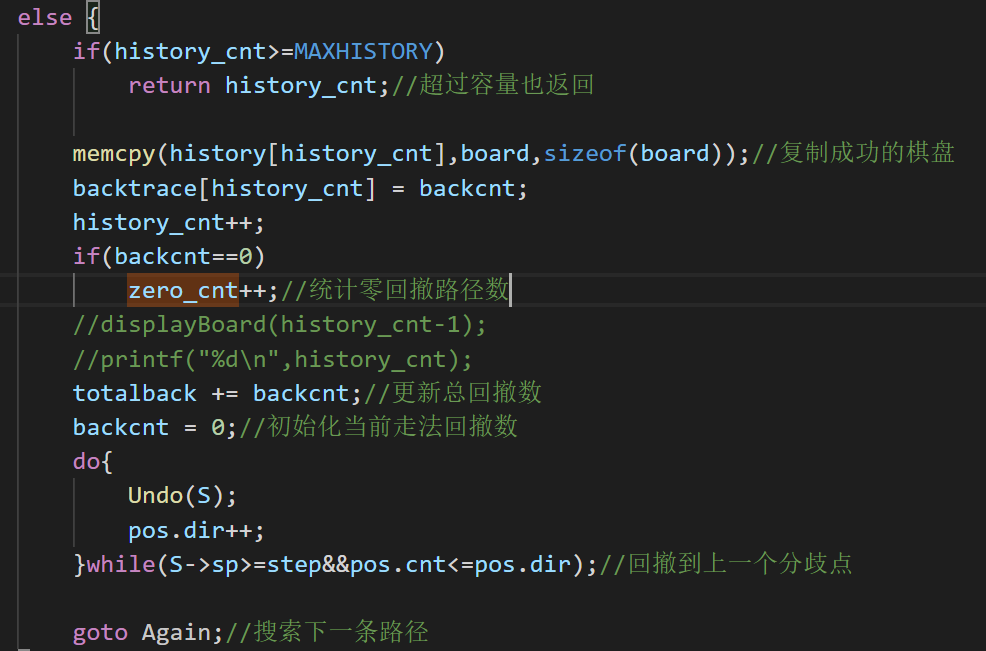 else {
if(history_cnt>=MAXHISTORY)
return history_cnt;//超过容量也返回
memcpy(history[history_cnt],board,sizeof(board));//复制成功的棋盘
backtrace[history_cnt] = backcnt;
history_cnt++;
if(backcnt==0)
zero_cnt++;//统计零回撤路径数
//displayBoard(history_cnt-1);
//printf("%d\n",history_cnt);
totalback += backcnt;//更新总回撤数
backcnt = 0;//初始化当前走法回撤数
do{
Undo(S);
pos.dir++;
}while(S->sp>=step&&pos.cnt<=pos.dir);//回撤到上一个分歧点
goto Again;//搜索下一条路径